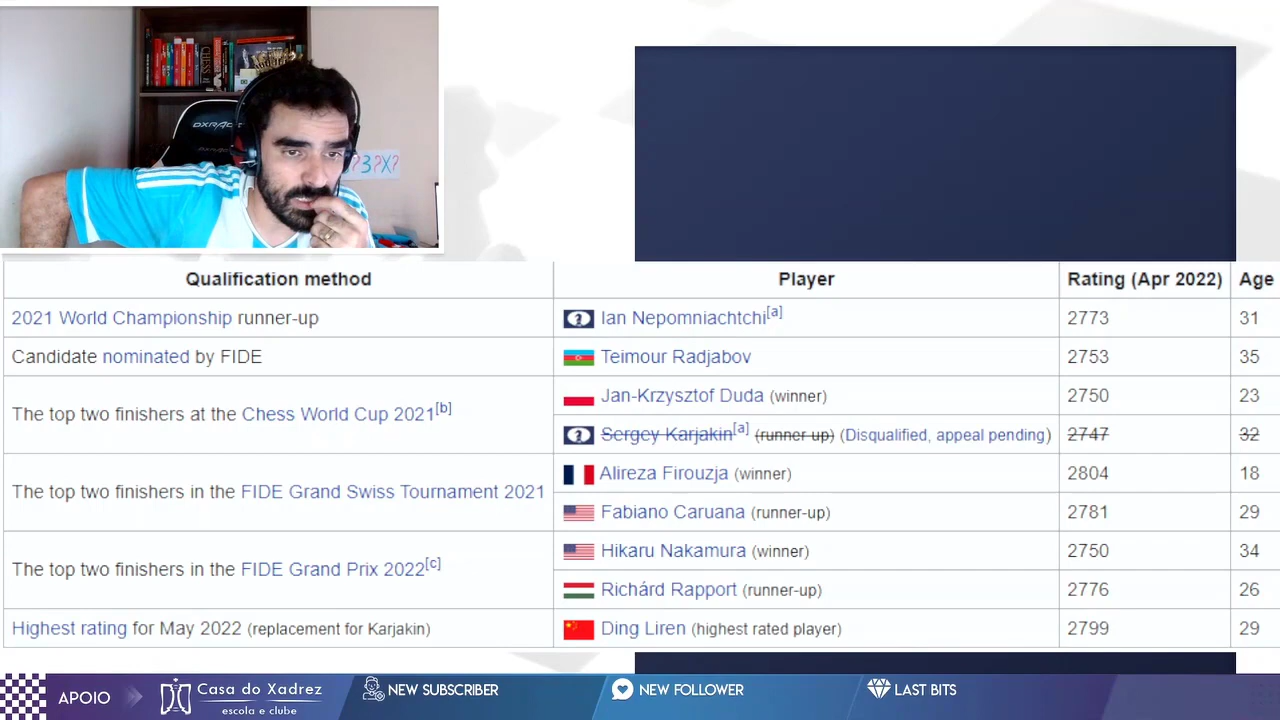 DXRACER
CHESS
?3?X?
Qualification method Player Rating (Apr 2022) Age
2021 World Championship runner-up Ian Nepomniachtchi[a] 2773 31
Candidate nominated by FIDE Teimour Radjabov 2753 35
The top two finishers at the Chess World Cup 2021[b] Jan-Krzysztof Duda (winner) 2750 23
Sergey Karjakin[a] (runner-up) (Disqualified, appeal pending) 2747 32
The top two finishers in the FIDE Grand Swiss Tournament 2021 Alireza Firouzja (winner) 2804 18
Fabiano Caruana (runner-up) 2781 29
The top two finishers in the FIDE Grand Prix 2022[c] Hikaru Nakamura (winner) 2750 34
Richárd Rapport (runner-up) 2776 26
Highest rating for May 2022 (replacement for Karjakin) Ding Liren (highest rated player) 2799 29
APOIO Casa do Xadrez NEW SUBSCRIBER NEW FOLLOWER LAST BITS
escola e clube